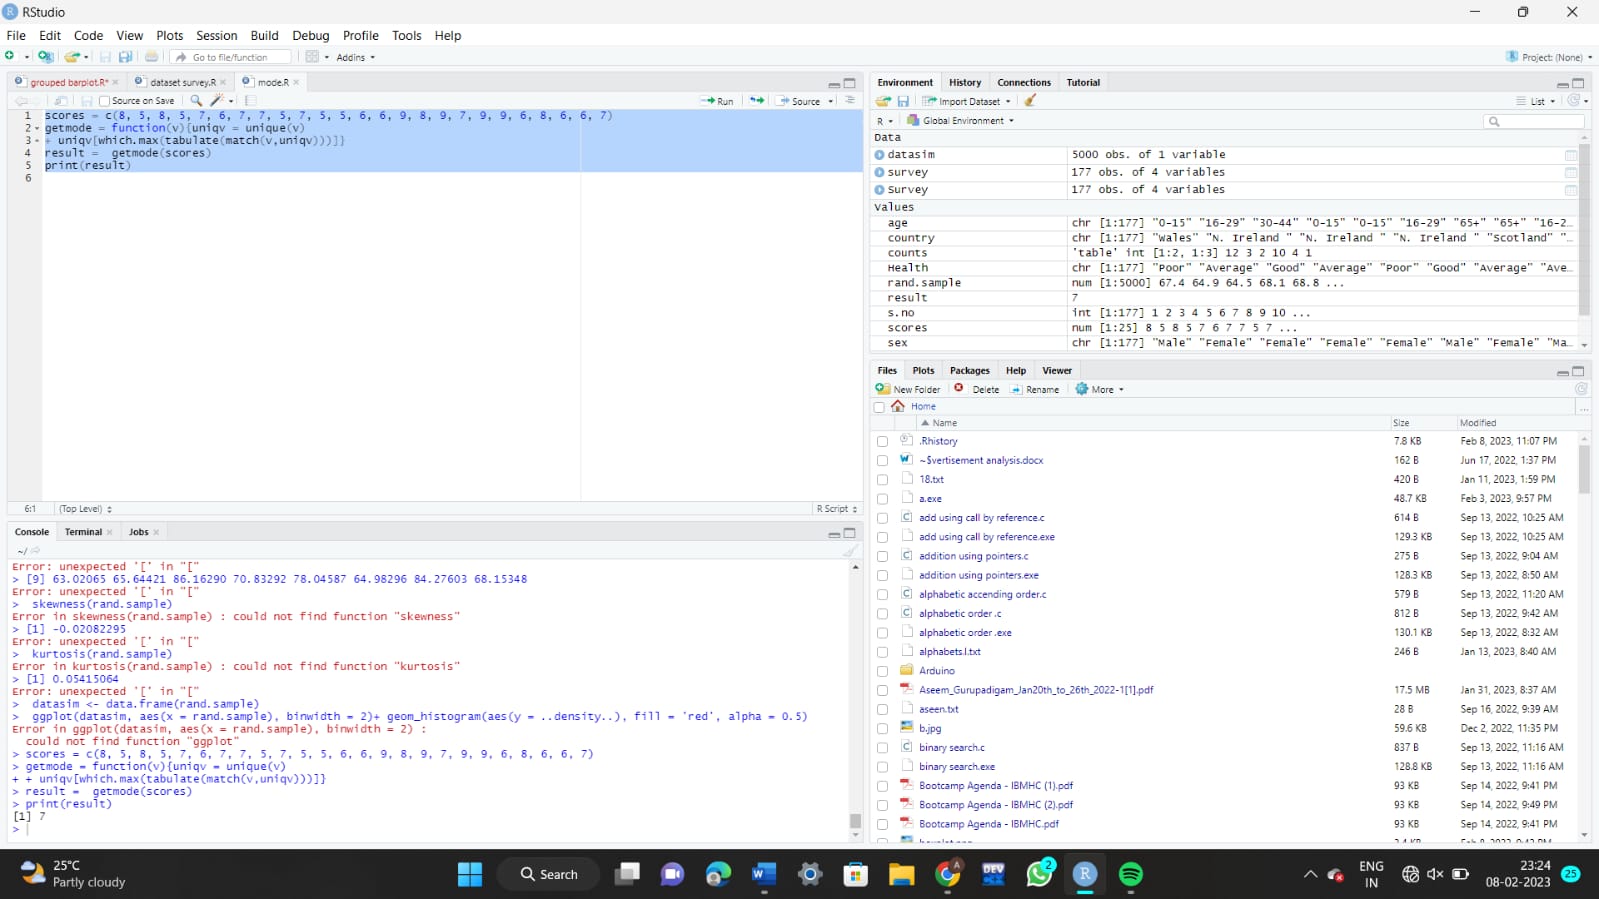 RStudio
File Edit Code View Plots Session Build Debug Profile Tools Help
Go to file/function Addins Project: (None)
grouped barplot.R* dataset survey.R mode.R
Source on Save Run Source
1 scores = c(8, 5, 8, 5, 7, 6, 7, 7, 5, 7, 5, 5, 6, 6, 9, 8, 9, 7, 9, 9, 6, 8, 6, 6, 7)
2 getmode = function(v){uniqv = unique(v)
3 + uniqv[which.max(tabulate(match(v,uniqv)))]}
4 result =  getmode(scores)
5 print(result)
6
6:1 (Top Level) R Script
Console Terminal Jobs
~/
Error: unexpected '[' in "["
> [9] 63.02065 65.64421 86.16290 70.83292 78.04587 64.98296 84.27603 68.15348
Error: unexpected '[' in "["
>  skewness(rand.sample)
Error in skewness(rand.sample) : could not find function "skewness"
> [1] -0.02082295
Error: unexpected '[' in "["
>  kurtosis(rand.sample)
Error in kurtosis(rand.sample) : could not find function "kurtosis"
> [1] 0.05415064
Error: unexpected '[' in "["
>  datasim <- data.frame(rand.sample)
>  ggplot(datasim, aes(x = rand.sample), binwidth = 2)+ geom_histogram(aes(y = ..density..), fill = 'red', alpha = 0.5)
Error in ggplot(datasim, aes(x = rand.sample), binwidth = 2) :
could not find function "ggplot"
> scores = c(8, 5, 8, 5, 7, 6, 7, 7, 5, 7, 5, 5, 6, 6, 9, 8, 9, 7, 9, 9, 6, 8, 6, 6, 7)
> getmode = function(v){uniqv = unique(v)
+ + uniqv[which.max(tabulate(match(v,uniqv)))]}
> result =  getmode(scores)
> print(result)
[1] 7
>
Environment History Connections Tutorial
Import Dataset List
R Global Environment
Data
datasim 5000 obs. of 1 variable
survey 177 obs. of 4 variables
Survey 177 obs. of 4 variables
Values
age chr [1:177] "0-15" "16-29" "30-44" "0-15" "0-15" "16-29" "65+" "65+" "16-2…
country chr [1:177] "Wales" "N. Ireland " "N. Ireland " "N. Ireland " "Scotland" "…
counts 'table' int [1:2, 1:3] 12 3 2 10 4 1
Health chr [1:177] "Poor" "Average" "Good" "Average" "Poor" "Good" "Average" "Ave…
rand.sample num [1:5000] 67.4 64.9 64.5 68.1 68.8 ...
result 7
s.no int [1:177] 1 2 3 4 5 6 7 8 9 10 ...
scores num [1:25] 8 5 8 5 7 6 7 7 5 7 ...
sex chr [1:177] "Male" "Female" "Female" "Female" "Female" "Male" "Female" "Ma…
Files Plots Packages Help Viewer
New Folder Delete Rename More
Home ...
Name Size Modified
.Rhistory 7.8 KB Feb 8, 2023, 11:07 PM
~$vertisement analysis.docx 162 B Jun 17, 2022, 1:37 PM
18.txt 420 B Jan 11, 2023, 1:59 PM
a.exe 48.7 KB Feb 3, 2023, 9:57 PM
add using call by reference.c 614 B Sep 13, 2022, 10:25 AM
add using call by reference.exe 129.3 KB Sep 13, 2022, 10:25 AM
addition using pointers.c 275 B Sep 13, 2022, 9:04 AM
addition using pointers.exe 128.3 KB Sep 13, 2022, 8:50 AM
alphabetic accending order.c 579 B Sep 13, 2022, 11:20 AM
alphabetic order .c 812 B Sep 13, 2022, 9:42 AM
alphabetic order .exe 130.1 KB Sep 13, 2022, 8:32 AM
alphabets.l.txt 246 B Jan 13, 2023, 8:40 AM
Arduino
Aseem_Gurupadigam_Jan20th_to_26th_2022-1[1].pdf 17.5 MB Jan 31, 2023, 8:37 AM
aseen.txt 28 B Sep 16, 2022, 9:39 AM
b.jpg 59.6 KB Dec 2, 2022, 11:35 PM
binary search.c 837 B Sep 13, 2022, 11:16 AM
binary search.exe 128.8 KB Sep 13, 2022, 11:16 AM
Bootcamp Agenda - IBMHC (1).pdf 93 KB Sep 14, 2022, 9:41 PM
Bootcamp Agenda - IBMHC (2).pdf 93 KB Sep 14, 2022, 9:49 PM
Bootcamp Agenda - IBMHC.pdf 93 KB Sep 14, 2022, 9:41 PM
25°C
Partly cloudy
Search
DEV
2
ENG
IN
23:24
08-02-2023
25